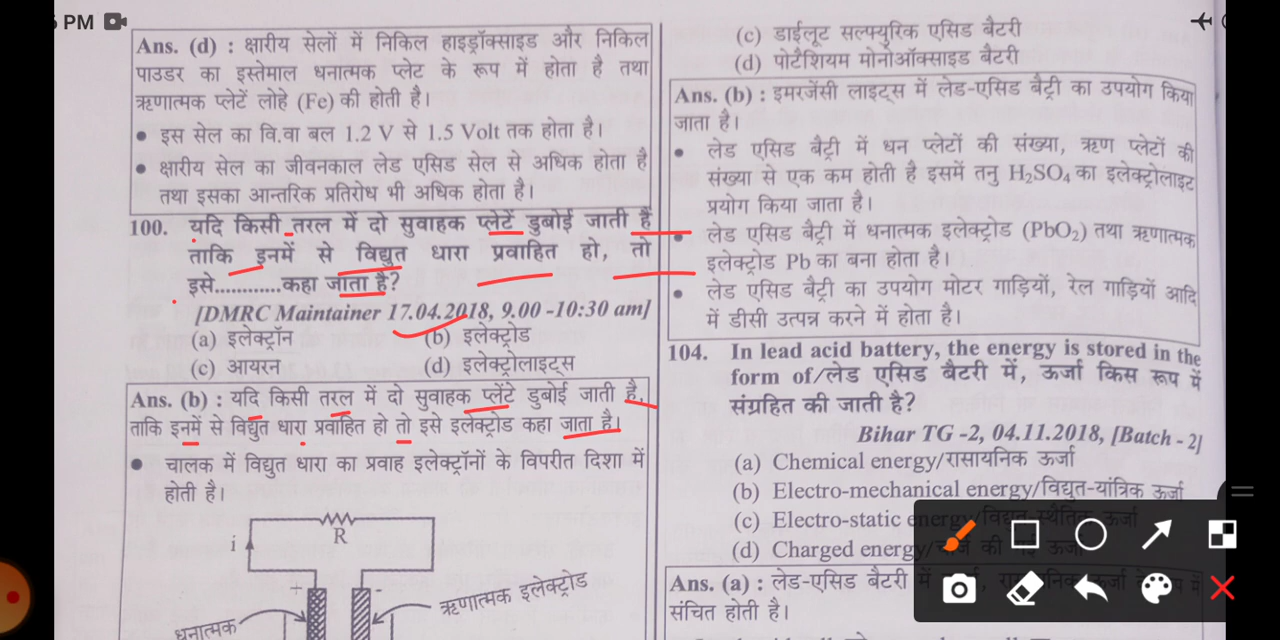 PM
Ans. (d) : क्षारीय सेलों में निकिल हाइड्रॉक्साइड और निकिल
पाउडर का इस्तेमाल धनात्मक प्लेट के रूप में होता है तथा
ऋणात्मक प्लेटें लोहे (Fe) की होती है।
● इस सेल का वि.वा बल 1.2 V से 1.5 Volt तक होता है।
● क्षारीय सेल का जीवनकाल लेड एसिड सेल से अधिक होता है
तथा इसका आन्तरिक प्रतिरोध भी अधिक होता है।
100. यदि किसी तरल में दो सुवाहक प्लेटें डुबोई जाती हैं
ताकि इनमें से विद्युत धारा प्रवाहित हो, तो
इसे............कहा जाता है?
[DMRC Maintainer 17.04.2018, 9.00 -10:30 am]
(a) इलेक्ट्रॉन (b) इलेक्ट्रोड
(c) आयरन (d) इलेक्ट्रोलाइट्स
Ans. (b) : यदि किसी तरल में दो सुवाहक प्लेंटे डुबोई जाती है,
ताकि इनमें से विद्युत धारा प्रवाहित हो तो इसे इलेक्ट्रोड कहा जाता है।
● चालक में विद्युत धारा का प्रवाह इलेक्ट्रॉनों के विपरीत दिशा में
होती है।
R
i
+ -
ऋणात्मक इलेक्ट्रोड
धनात्मक
(c) डाईलूट सल्फ्युरिक एसिड बैटरी
(d) पोटैशियम मोनोऑक्साइड बैटरी
Ans. (b) : इमरजेंसी लाइट्स में लेड-एसिड बैट्री का उपयोग किया
जाता है।
● लेड एसिड बैट्री में धन प्लेटों की संख्या, ऋण प्लेटों की
संख्या से एक कम होती है इसमें तनु H₂SO₄ का इलेक्ट्रोलाइट
प्रयोग किया जाता है।
● लेड एसिड बैट्री में धनात्मक इलेक्ट्रोड (PbO₂) तथा ऋणात्मक
इलेक्ट्रोड Pb का बना होता है।
● लेड एसिड बैट्री का उपयोग मोटर गाड़ियों, रेल गाड़ियों आदि
में डीसी उत्पन्न करने में होता है।
104. In lead acid battery, the energy is stored in the
form of/लेड एसिड बैटरी में, ऊर्जा किस रूप में
संग्रहित की जाती है?
Bihar TG -2, 04.11.2018, [Batch - 2]
(a) Chemical energy/रासायनिक ऊर्जा
(b) Electro-mechanical energy/विद्युत-यांत्रिक ऊर्जा
(c) Electro-static energy/विद्युत-स्थैतिक ऊर्जा
(d) Charged energy/चार्ज की गई ऊर्जा
Ans. (a) : लेड-एसिड बैटरी में ऊर्जा, रासायनिक ऊर्जा के रूप में
संचित होती है।